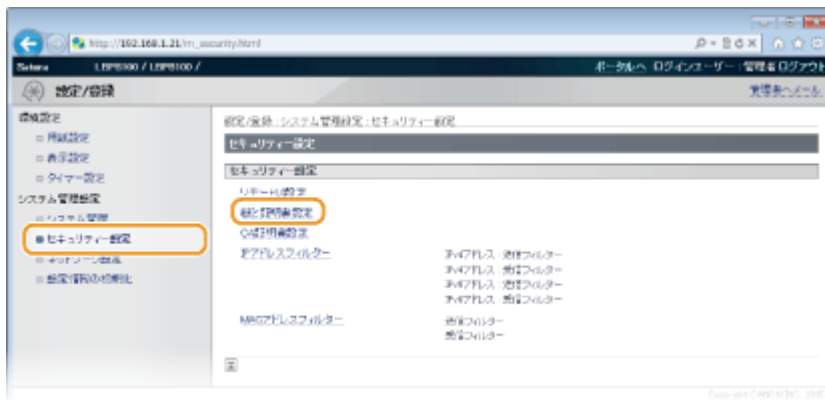 http://192.168.1.21/m_security.html
Satera LBP8100 / LBP8100 /
ポータルへ ログインユーザー: 管理者 ログアウト
設定/登録
管理者へメール
環境設定
用紙設定
表示設定
タイマー設定
システム管理設定
システム管理
セキュリティー設定
ネットワーク設定
設定情報の初期化
設定/登録 : システム管理設定 : セキュリティー設定
セキュリティー設定
セキュリティー設定
リモートUI設定
鍵と証明書設定
CA証明書設定
IPアドレスフィルター
IPv4アドレス : 送信フィルター
IPv4アドレス : 受信フィルター
IPv6アドレス : 送信フィルター
IPv6アドレス : 受信フィルター
MACアドレスフィルター
送信フィルター
受信フィルター